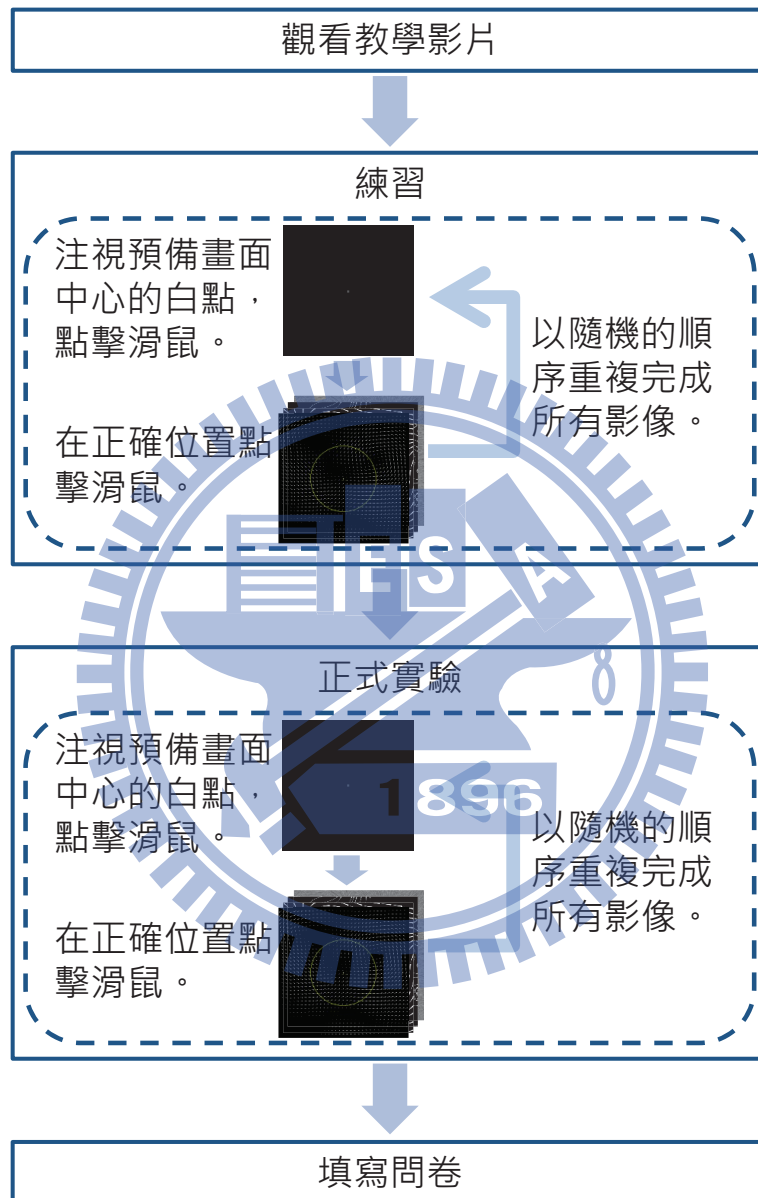 觀看教學影片
練習
注視預備畫面
中心的白點，
點擊滑鼠。
以隨機的順
序重複完成
所有影像。
在正確位置點
擊滑鼠。
ESA
正式實驗
注視預備畫面
中心的白點，
點擊滑鼠。
1896
以隨機的順
序重複完成
所有影像。
在正確位置點
擊滑鼠。
填寫問卷